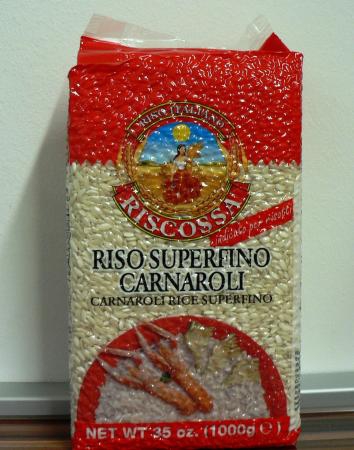 RISO ITALIANO
RISCOSSA
indicato per risotti
RISO SUPERFINO
CARNAROLI
CARNAROLI RICE SUPERFINO
NET WT 35 oz. (1000g ℮)